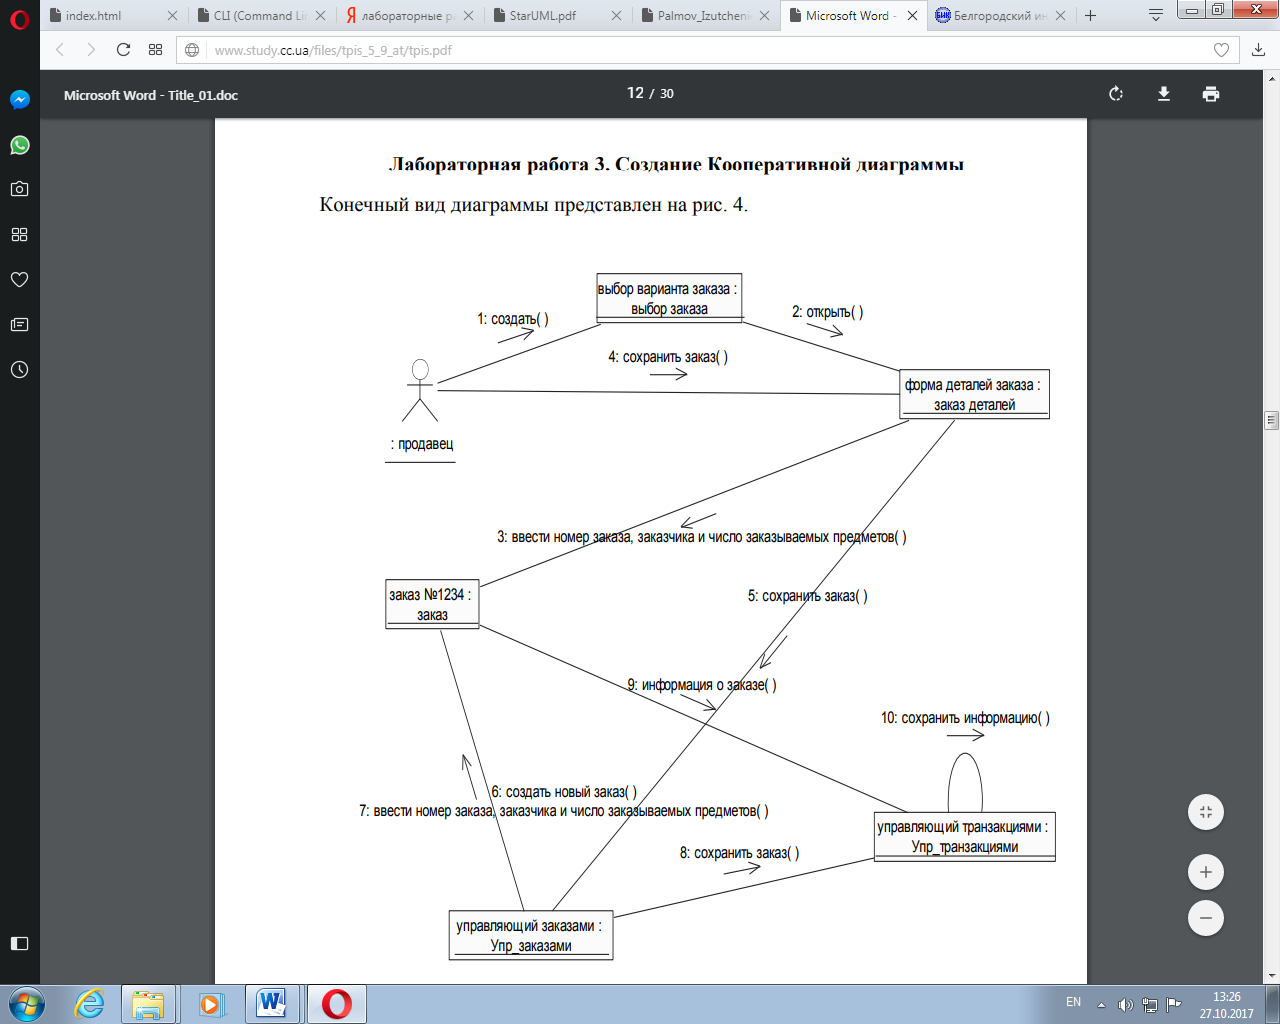 index.html
CLI (Command Li
лабораторные ра
StarUML.pdf
Palmov_Izutcheni
Microsoft Word -
Белгородский ин
www.study.cc.ua/files/tpis_5_9_at/tpis.pdf
Microsoft Word - Title_01.doc
12 / 30
Лабораторная работа 3. Создание Кооперативной диаграммы
Конечный вид диаграммы представлен на рис. 4.
выбор варианта заказа :
выбор заказа
1: создать( )
2: открыть( )
4: сохранить заказ( )
форма деталей заказа :
заказ деталей
: продавец
3: ввести номер заказа, заказчика и число заказываемых предметов( )
заказ №1234 :
заказ
5: сохранить заказ( )
9: информация о заказе( )
10: сохранить информацию( )
6: создать новый заказ( )
7: ввести номер заказа, заказчика и число заказываемых предметов( )
управляющий транзакциями :
Упр_транзакциями
8: сохранить заказ( )
управляющий заказами :
Упр_заказами
EN
13:26
27.10.2017